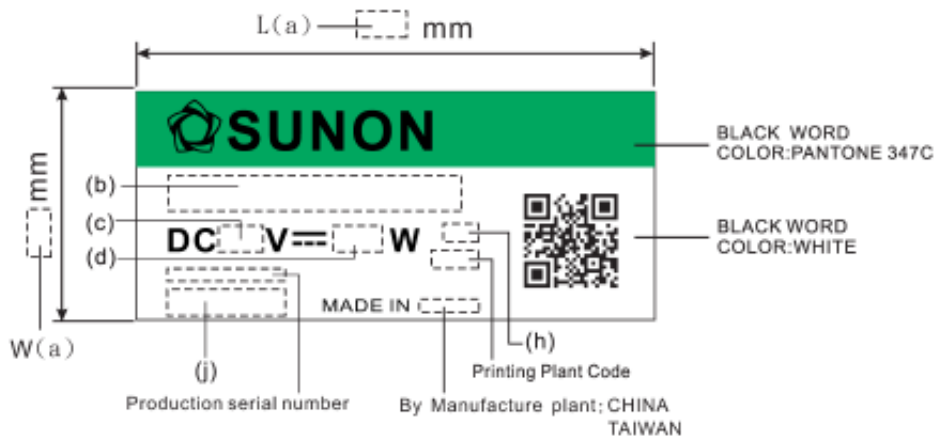 L(a) mm
SUNON
BLACK WORD
COLOR:PANTONE 347C
mm
W(a)
(b)
(c)
(d)
DC V W
BLACK WORD
COLOR:WHITE
MADE IN
(h)
(j)
Printing Plant Code
Production serial number
By Manufacture plant; CHINA
TAIWAN